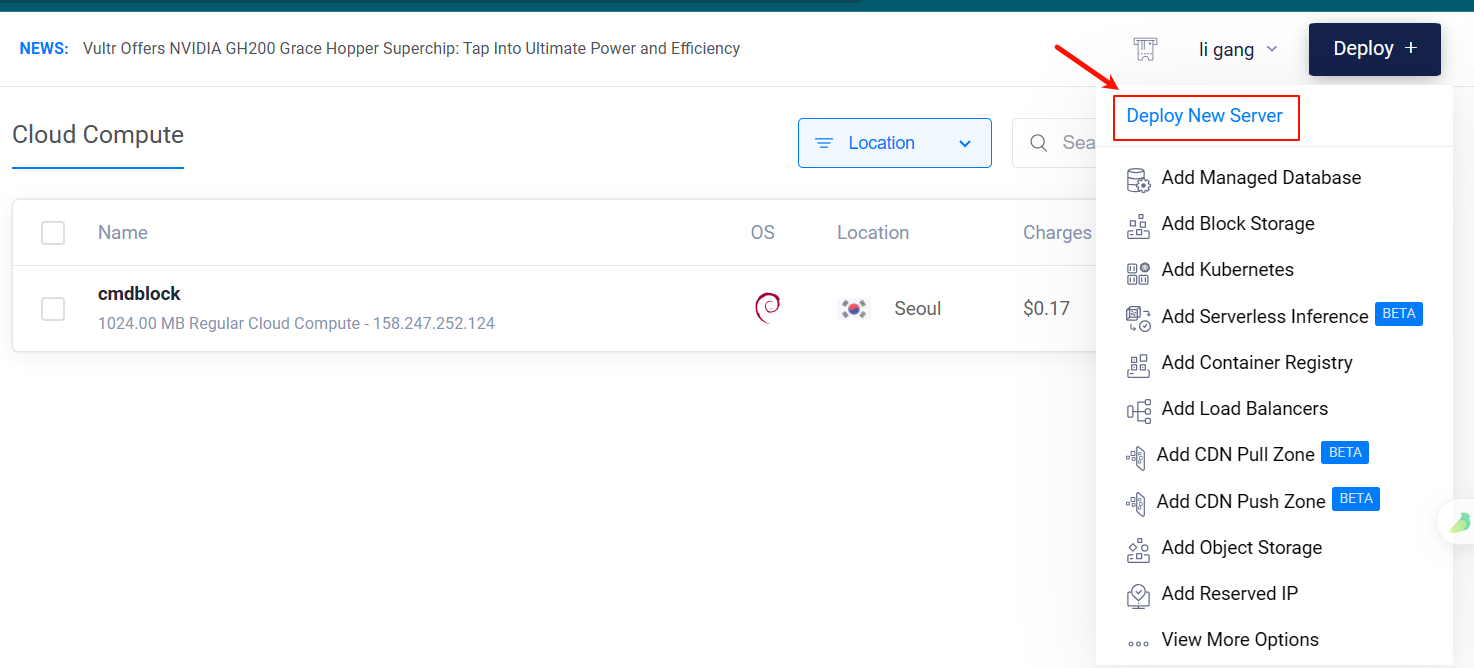 NEWS: Vultr Offers NVIDIA GH200 Grace Hopper Superchip: Tap Into Ultimate Power and Efficiency
li gang
Deploy +
Cloud Compute
Location
Sea
Deploy New Server
Name OS Location Charges
cmdblock
1024.00 MB Regular Cloud Compute - 158.247.252.124
Seoul $0.17
Add Managed Database
Add Block Storage
Add Kubernetes
Add Serverless Inference BETA
Add Container Registry
Add Load Balancers
Add CDN Pull Zone BETA
Add CDN Push Zone BETA
Add Object Storage
Add Reserved IP
View More Options